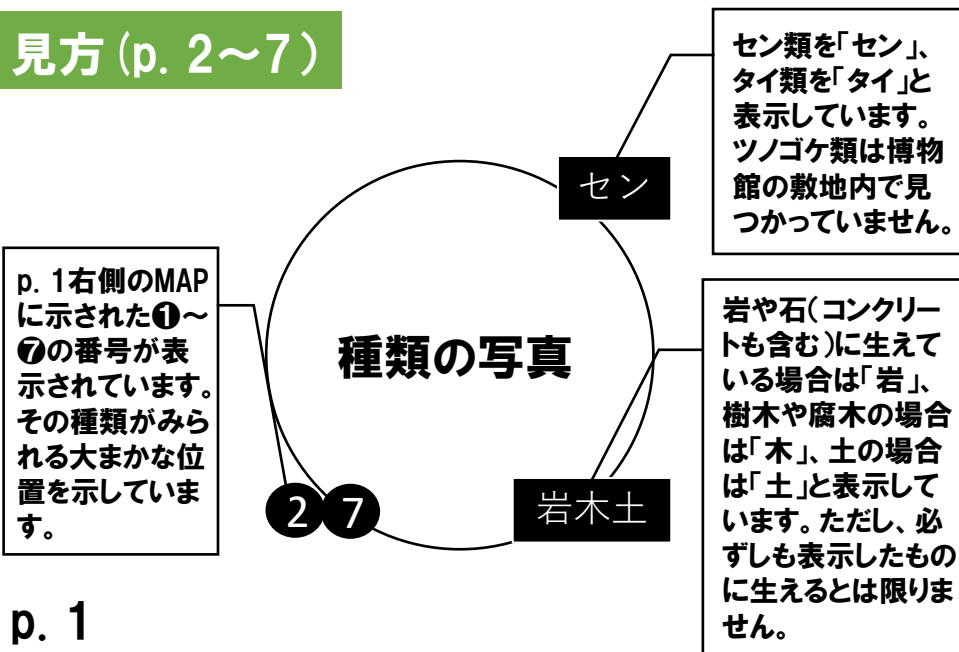 見方(p. 2～7)
セン類を「セン」、
タイ類を「タイ」と
表示しています。
ツノゴケ類は博物
館の敷地内で見
つかっていません。
セン
p. 1右側のMAP
に示された❶～
❼の番号が表
示されています。
その種類がみら
れる大まかな位
置を示していま
す。
種類の写真
岩や石(コンクリー
トも含む)に生えて
いる場合は「岩」、
樹木や腐木の場合
は「木」、土の場合
は「土」と表示して
います。ただし、必
ずしも表示したもの
に生えるとは限りま
せん。
2 7
岩木土
p. 1